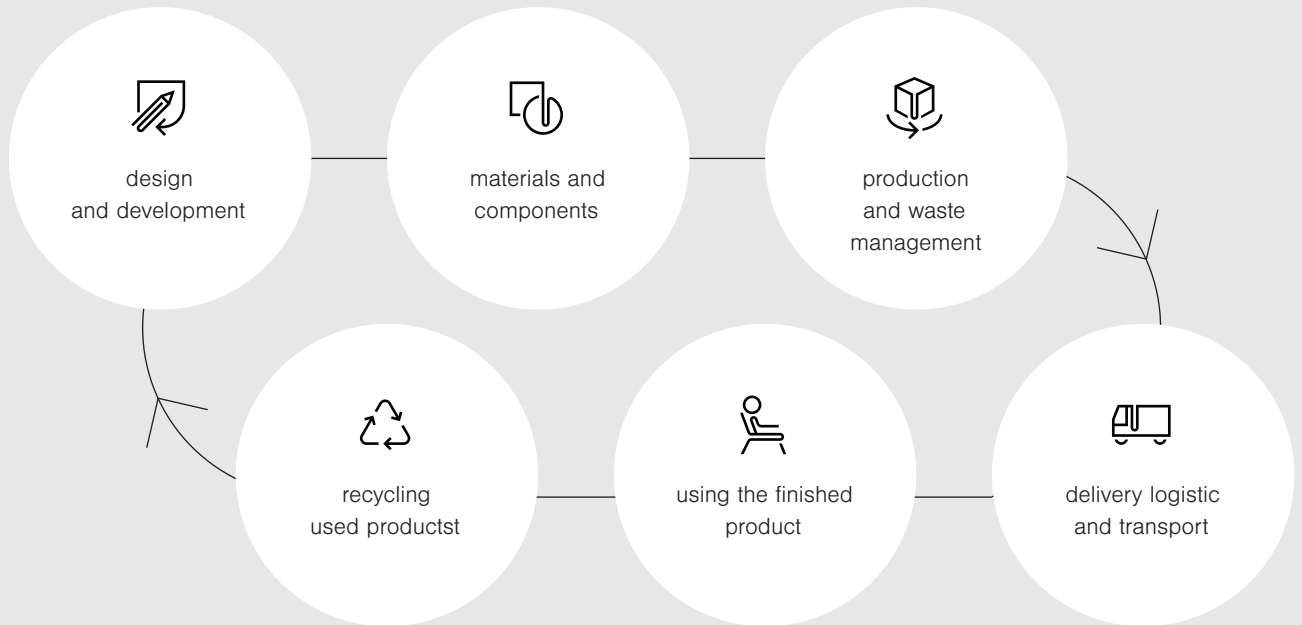 design
and development
materials and
components
production
and waste
management
recycling
used productst
using the finished
product
delivery logistic
and transport